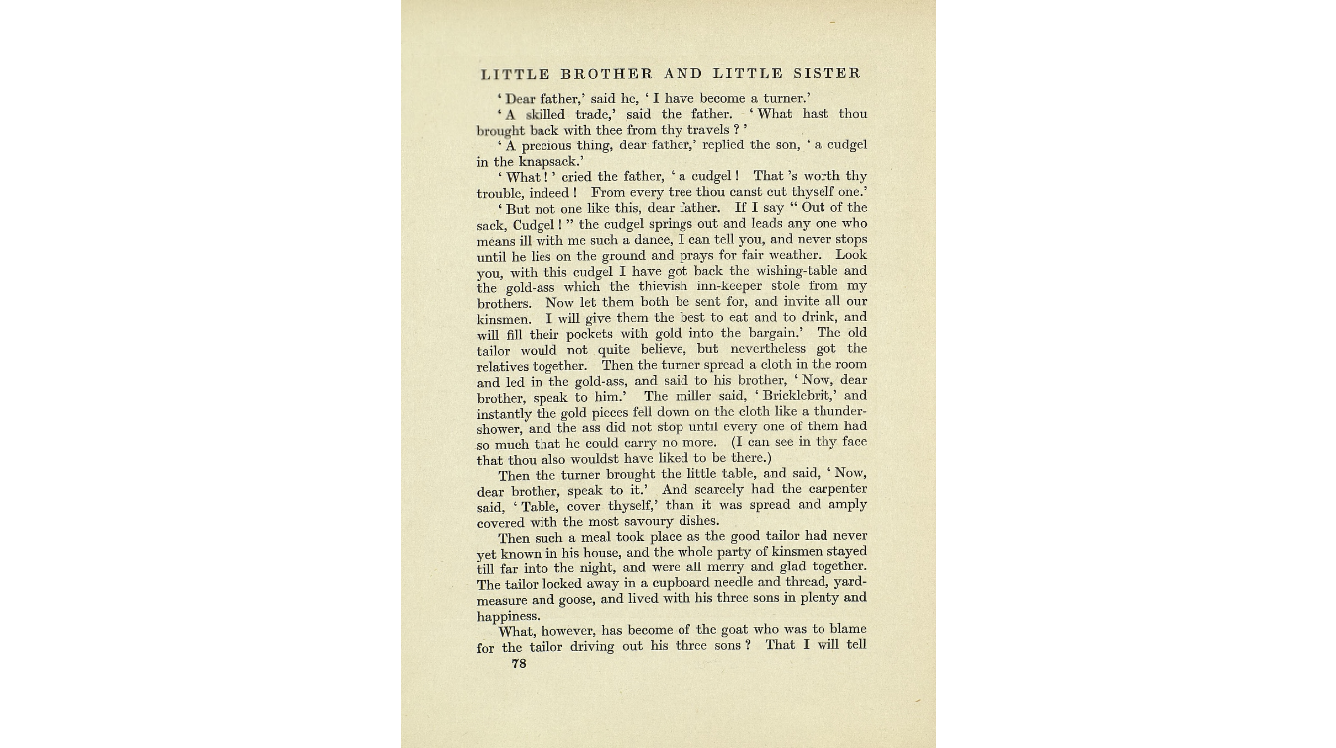 LITTLE BROTHER AND LITTLE SISTER
‘ Dear father,’ said he, ‘ I have become a turner.’
‘ A skilled trade,’ said the father. ‘ What hast thou
brought back with thee from thy travels ? ’
‘ A precious thing, dear father,’ replied the son, ‘ a cudgel
in the knapsack.’
‘ What ! ’ cried the father, ‘ a cudgel ! That ’s worth thy
trouble, indeed ! From every tree thou canst cut thyself one.’
‘ But not one like this, dear father. If I say “ Out of the
sack, Cudgel ! ” the cudgel springs out and leads any one who
means ill with me such a dance, I can tell you, and never stops
until he lies on the ground and prays for fair weather. Look
you, with this cudgel I have got back the wishing-table and
the gold-ass which the thievish inn-keeper stole from my
brothers. Now let them both be sent for, and invite all our
kinsmen. I will give them the best to eat and to drink, and
will fill their pockets with gold into the bargain.’ The old
tailor would not quite believe, but nevertheless got the
relatives together. Then the turner spread a cloth in the room
and led in the gold-ass, and said to his brother, ‘ Now, dear
brother, speak to him.’ The miller said, ‘ Bricklebrit,’ and
instantly the gold pieces fell down on the cloth like a thunder-
shower, and the ass did not stop until every one of them had
so much that he could carry no more. (I can see in thy face
that thou also wouldst have liked to be there.)
Then the turner brought the little table, and said, ‘ Now,
dear brother, speak to it.’ And scarcely had the carpenter
said, ‘ Table, cover thyself,’ than it was spread and amply
covered with the most savoury dishes.
Then such a meal took place as the good tailor had never
yet known in his house, and the whole party of kinsmen stayed
till far into the night, and were all merry and glad together.
The tailor locked away in a cupboard needle and thread, yard-
measure and goose, and lived with his three sons in plenty and
happiness.
What, however, has become of the goat who was to blame
for the tailor driving out his three sons ? That I will tell
78